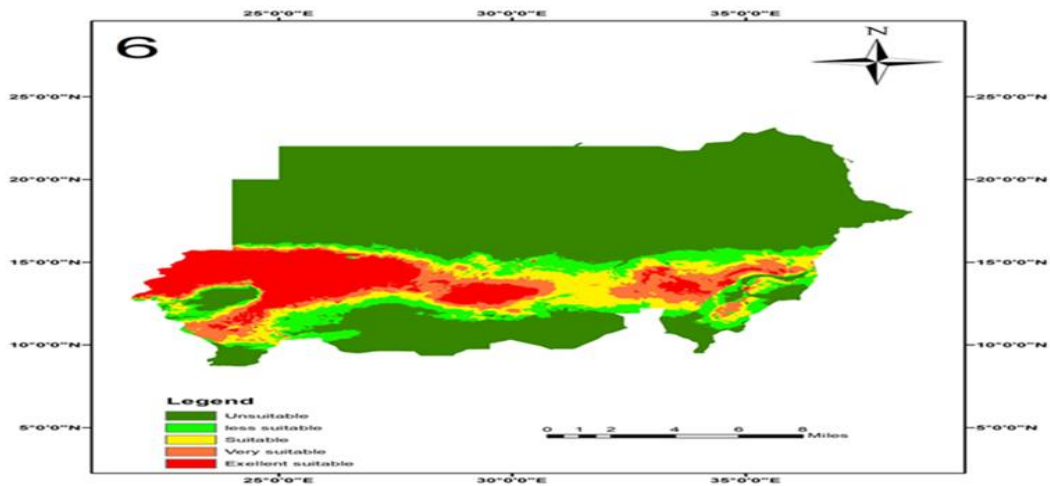 25°0'0"E 30°0'0"E 35°0'0"E
6
N
25°0'0"N 25°0'0"N
20°0'0"N 20°0'0"N
15°0'0"N 15°0'0"N
10°0'0"N 10°0'0"N
5°0'0"N 5°0'0"N
Legend
Unsuitable
less suitable
Suitable
Very suitable
Exellent suitable
0 1 2 4 6 8
Miles
25°0'0"E 30°0'0"E 35°0'0"E